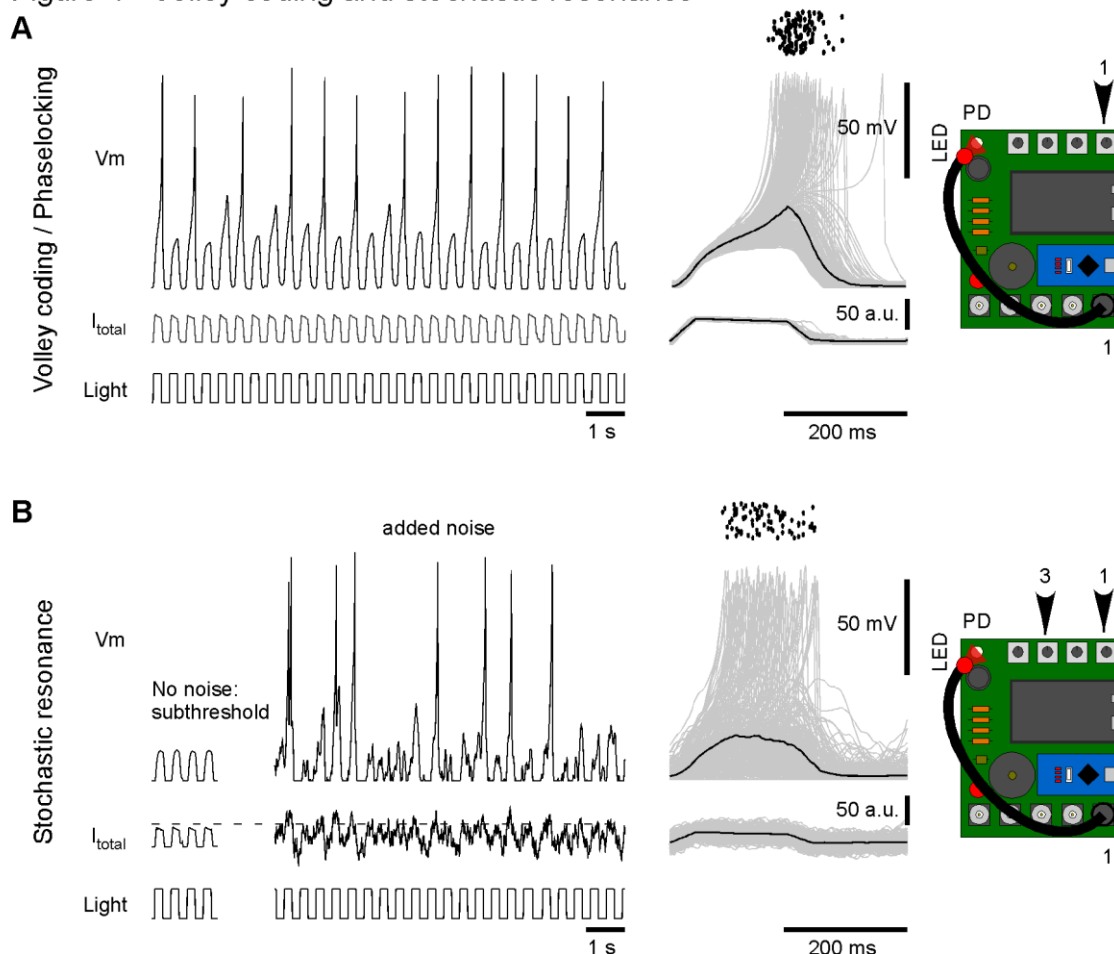 A
Volley coding / Phaselocking
Vm
I_total
Light
1 s
50 mV
50 a.u.
200 ms
PD
LED
1
1
B
Stochastic resonance
added noise
Vm
No noise:
subthreshold
I_total
Light
1 s
50 mV
50 a.u.
200 ms
PD
LED
3
1
1